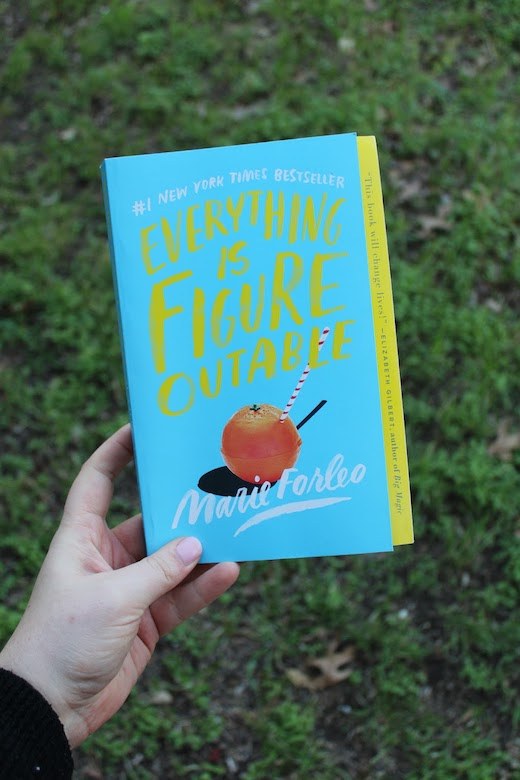 #1 NEW YORK TIMES BESTSELLER
EVERYTHING
IS
FIGURE
OUTABLE
Marie Forleo
"This book will change lives!" —ELIZABETH GILBERT, author of Big Magic